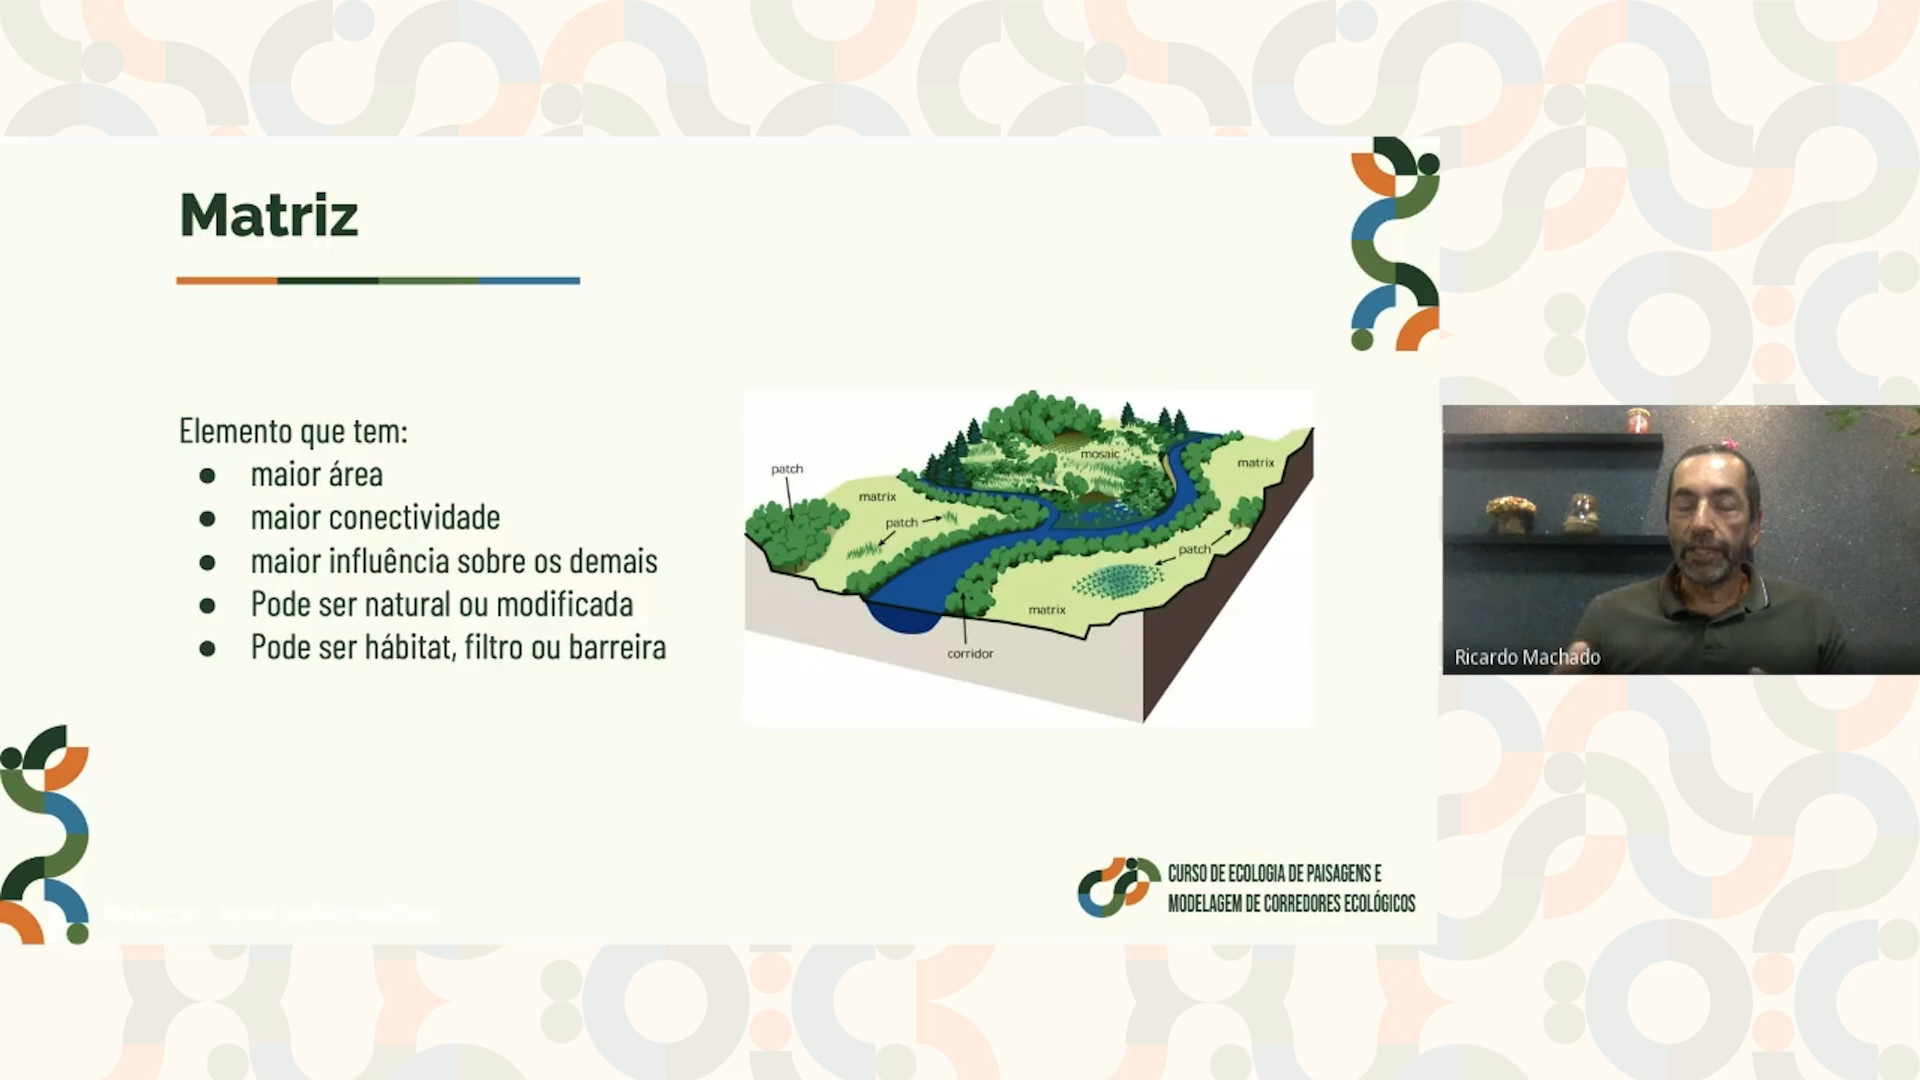 Matriz
Elemento que tem:
● maior área
● maior conectividade
● maior influência sobre os demais
● Pode ser natural ou modificada
● Pode ser hábitat, filtro ou barreira
patch
matrix
patch
mosaic
matrix
patch
matrix
corridor
Ricardo Machado
CURSO DE ECOLOGIA DE PAISAGENS E
MODELAGEM DE CORREDORES ECOLÓGICOS